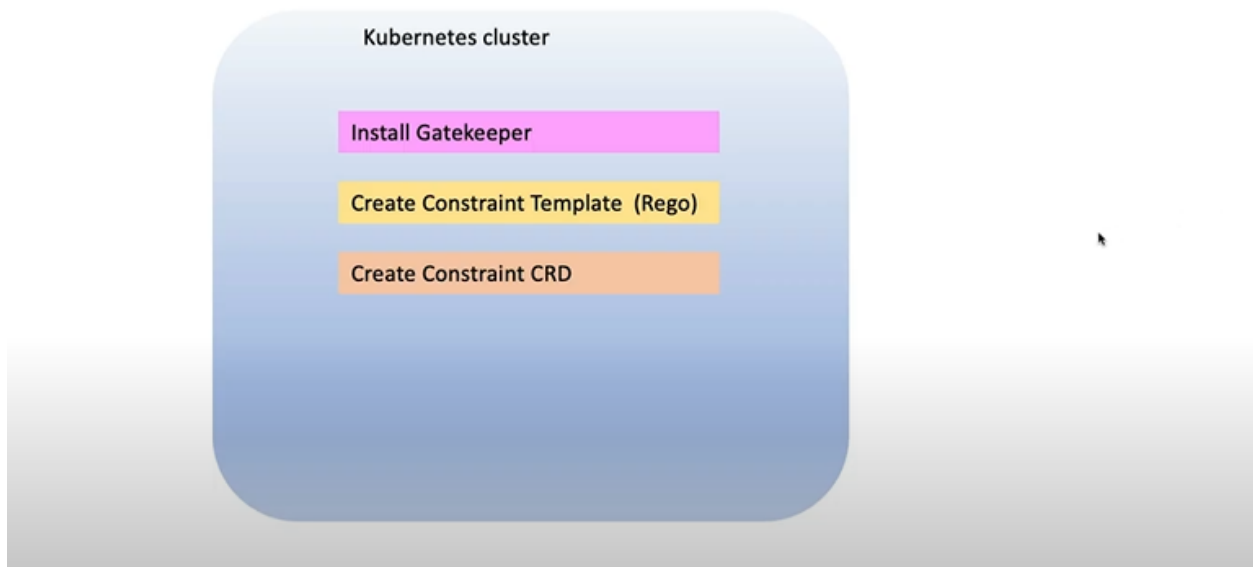 Kubernetes cluster
Install Gatekeeper
Create Constraint Template (Rego)
Create Constraint CRD